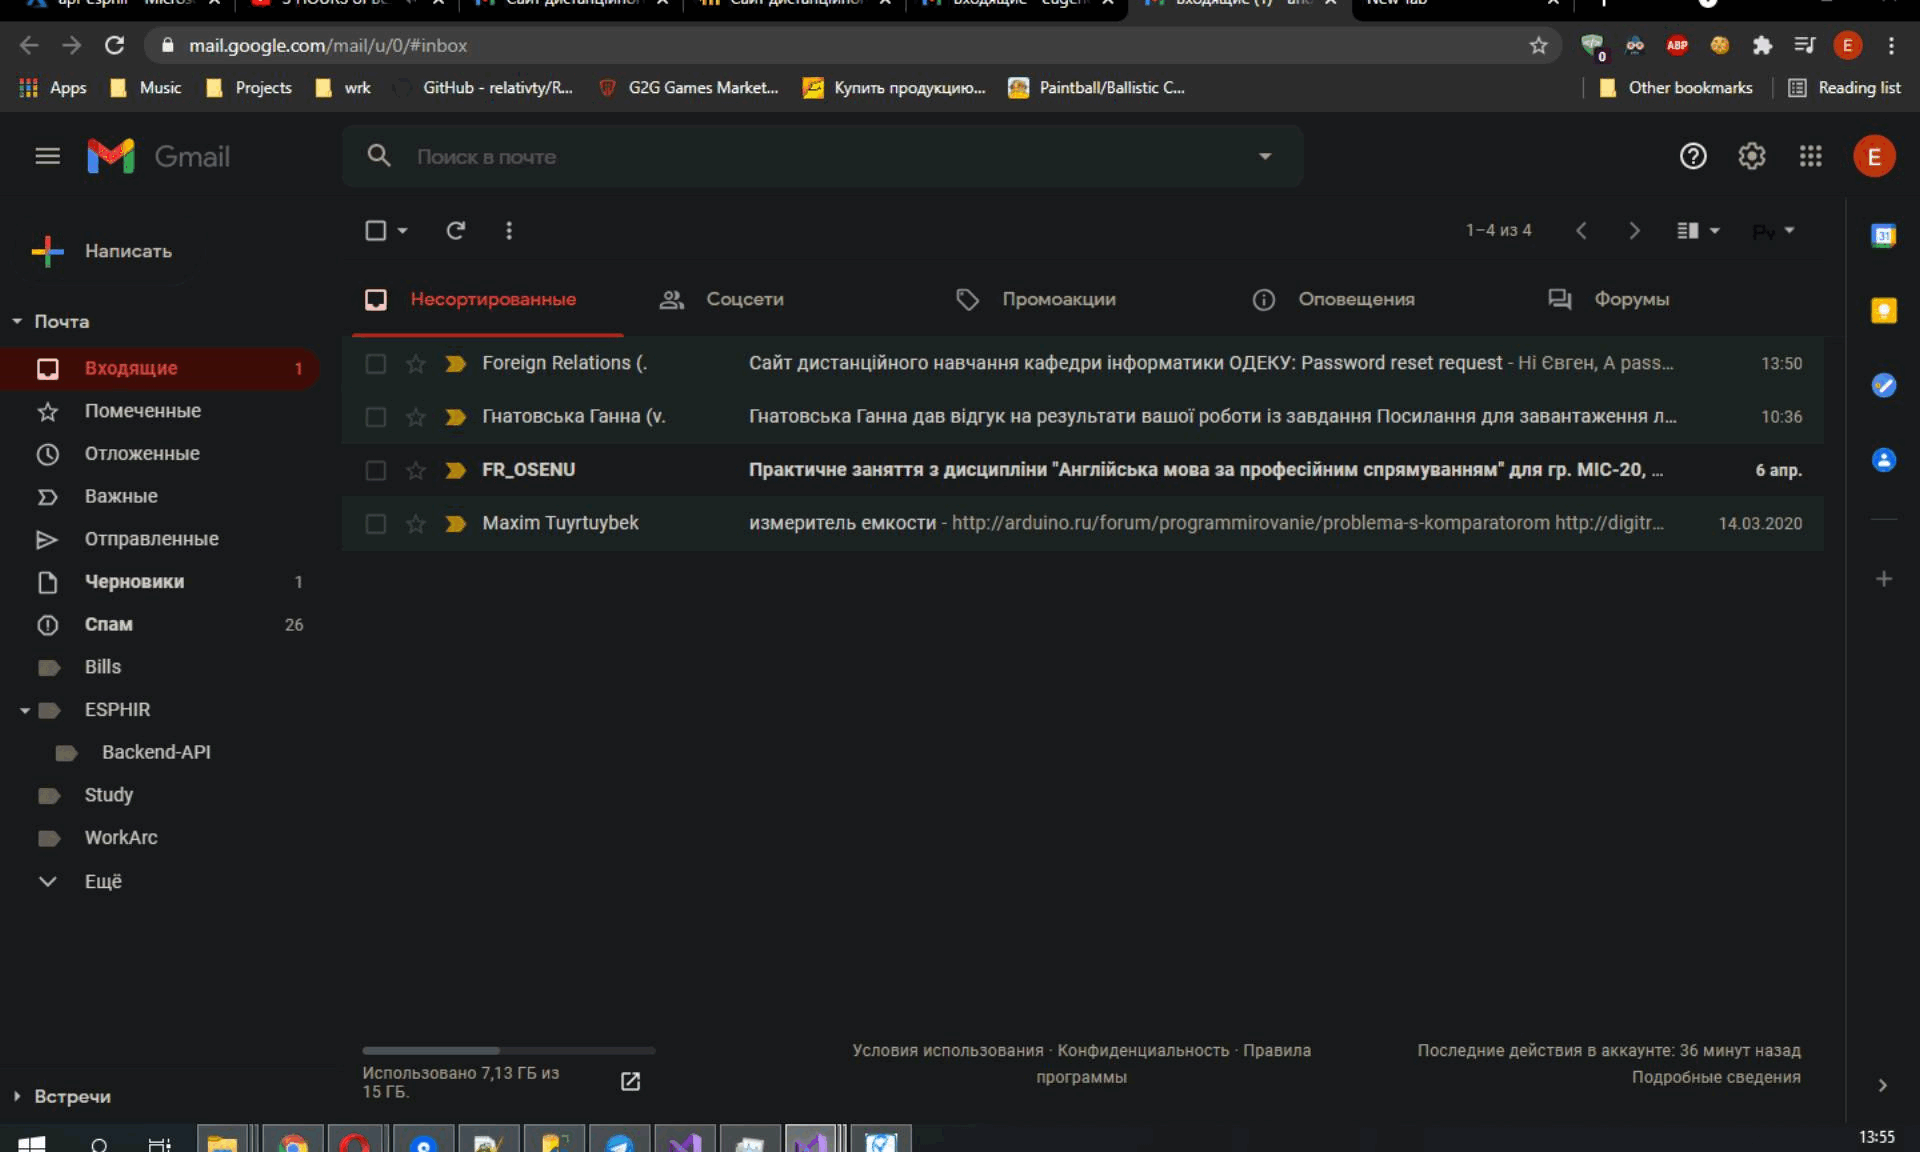 mail.google.com/mail/u/0/#inbox
ABP
0
E
Apps Music Projects wrk GitHub - relativty/R... G2G Games Market... Купить продукцию... Paintball/Ballistic C... Other bookmarks Reading list
Gmail
Поиск в почте
E
Написать
1–4 из 4
31
Несортированные Соцсети Промоакции Оповещения Форумы
Почта
Входящие 1
Помеченные
Отложенные
Важные
Отправленные
Черновики 1
Спам 26
Bills
ESPHIR
Backend-API
Study
WorkArc
Ещё
Foreign Relations (. Сайт дистанційного навчання кафедри інформатики ОДЕКУ: Password reset request - Hi Євген, A pass... 13:50
Гнатовська Ганна (v. Гнатовська Ганна дав відгук на результати вашої роботи із завдання Посилання для завантаження л... 10:36
FR_OSENU Практичне заняття з дисципліни "Англійська мова за професійним спрямуванням" для гр. МІС-20, ... 6 апр.
Maxim Tuyrtuybek измеритель емкости - http://arduino.ru/forum/programmirovanie/problema-s-komparatorom http://digitr... 14.03.2020
Использовано 7,13 ГБ из
15 ГБ.
Условия использования · Конфиденциальность · Правила
программы
Последние действия в аккаунте: 36 минут назад
Подробные сведения
Встречи
13:55